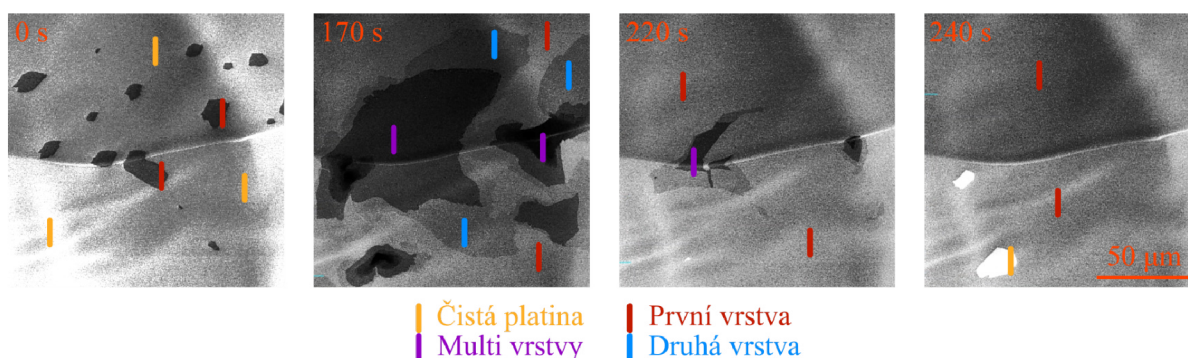 0 s
170 s
220 s
240 s
50 µm
Čistá platina
První vrstva
Multi vrstvy
Druhá vrstva